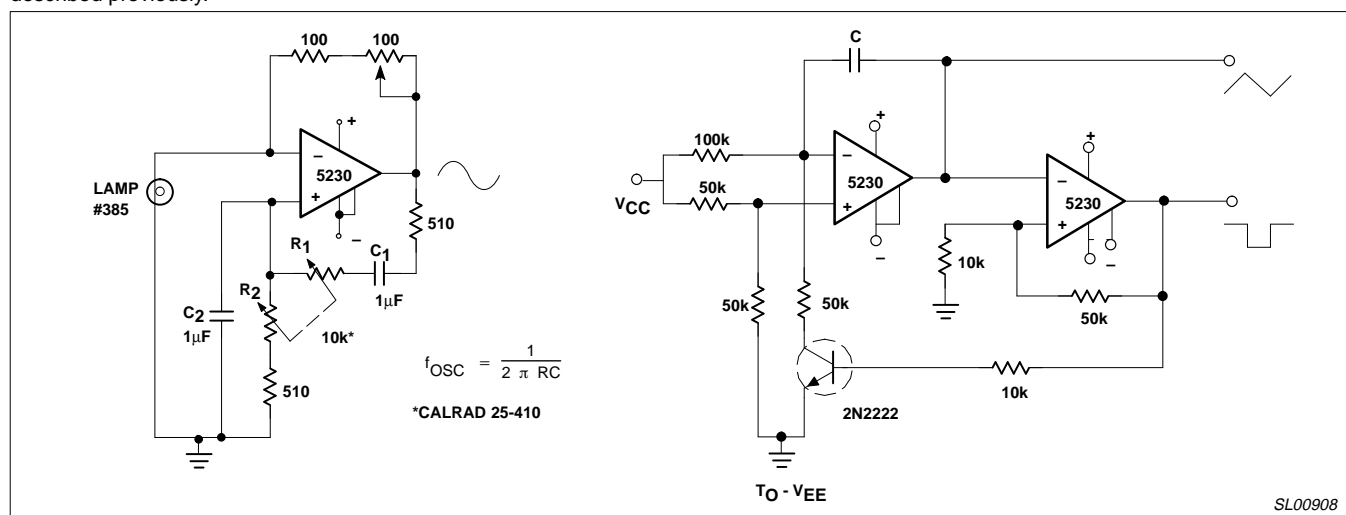 described previously.
100
100
−
5230
+
+
−
LAMP
#385
510
R1
C1
1μF
R2
C2
1μF
10k*
510
fOSC = 1 / 2 π RC
*CALRAD 25-410
C
100k
50k
VCC
−
5230
+
+
−
−
5230
+
+
−
−
10k
50k
50k
50k
10k
2N2222
TO - VEE
SL00908